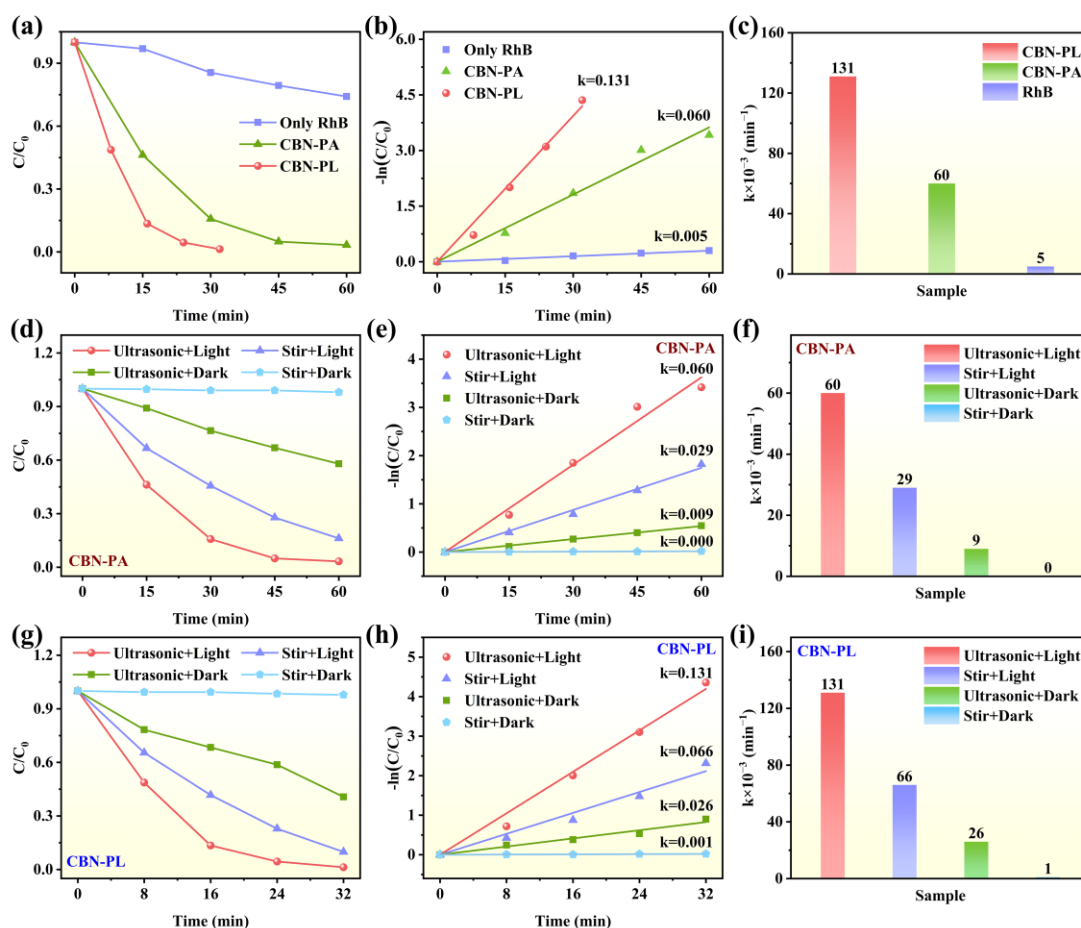 (a)
C/C0
0.9
0.6
0.3
0.0
Only RhB
CBN-PA
CBN-PL
0 15 30 45 60
Time (min)
(b)
-ln(C/C0)
6.0
4.5
3.0
1.5
0.0
Only RhB
CBN-PA
CBN-PL
k=0.131
k=0.060
k=0.005
0 15 30 45 60
Time (min)
(c)
k×10−3 (min−1)
160
120
80
40
0
CBN-PL
CBN-PA
RhB
131
60
5
Sample
(d)
C/C0
1.2
0.9
0.6
0.3
0.0
Ultrasonic+Light Stir+Light
Ultrasonic+Dark Stir+Dark
CBN-PA
0 15 30 45 60
Time (min)
(e)
-ln(C/C0)
4
3
2
1
0
CBN-PA
Ultrasonic+Light
Stir+Light
Ultrasonic+Dark
Stir+Dark
k=0.060
k=0.029
k=0.009
k=0.000
0 15 30 45 60
Time (min)
(f)
k×10−3 (min−1)
80
60
40
20
0
CBN-PA
Ultrasonic+Light
Stir+Light
Ultrasonic+Dark
Stir+Dark
60
29
9
0
Sample
(g)
C/C0
1.2
0.9
0.6
0.3
0.0
Ultrasonic+Light Stir+Light
Ultrasonic+Dark Stir+Dark
CBN-PL
0 8 16 24 32
Time (min)
(h)
-ln(C/C0)
5
4
3
2
1
0
CBN-PL
Ultrasonic+Light
Stir+Light
Ultrasonic+Dark
Stir+Dark
k=0.131
k=0.066
k=0.026
k=0.001
0 8 16 24 32
Time (min)
(i)
k×10−3 (min−1)
160
120
80
40
0
CBN-PL
Ultrasonic+Light
Stir+Light
Ultrasonic+Dark
Stir+Dark
131
66
26
1
Sample